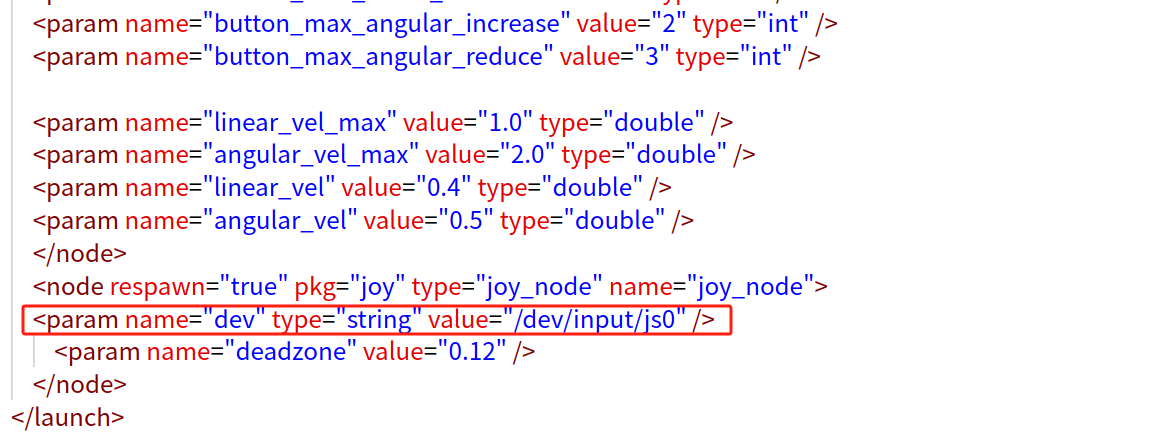 <param name="button_max_angular_increase" value="2" type="int" />
<param name="button_max_angular_reduce" value="3" type="int" />
<param name="linear_vel_max" value="1.0" type="double" />
<param name="angular_vel_max" value="2.0" type="double" />
<param name="linear_vel" value="0.4" type="double" />
<param name="angular_vel" value="0.5" type="double" />
</node>
<node respawn="true" pkg="joy" type="joy_node" name="joy_node">
<param name="dev" type="string" value="/dev/input/js0" />
<param name="deadzone" value="0.12" />
</node>
</launch>